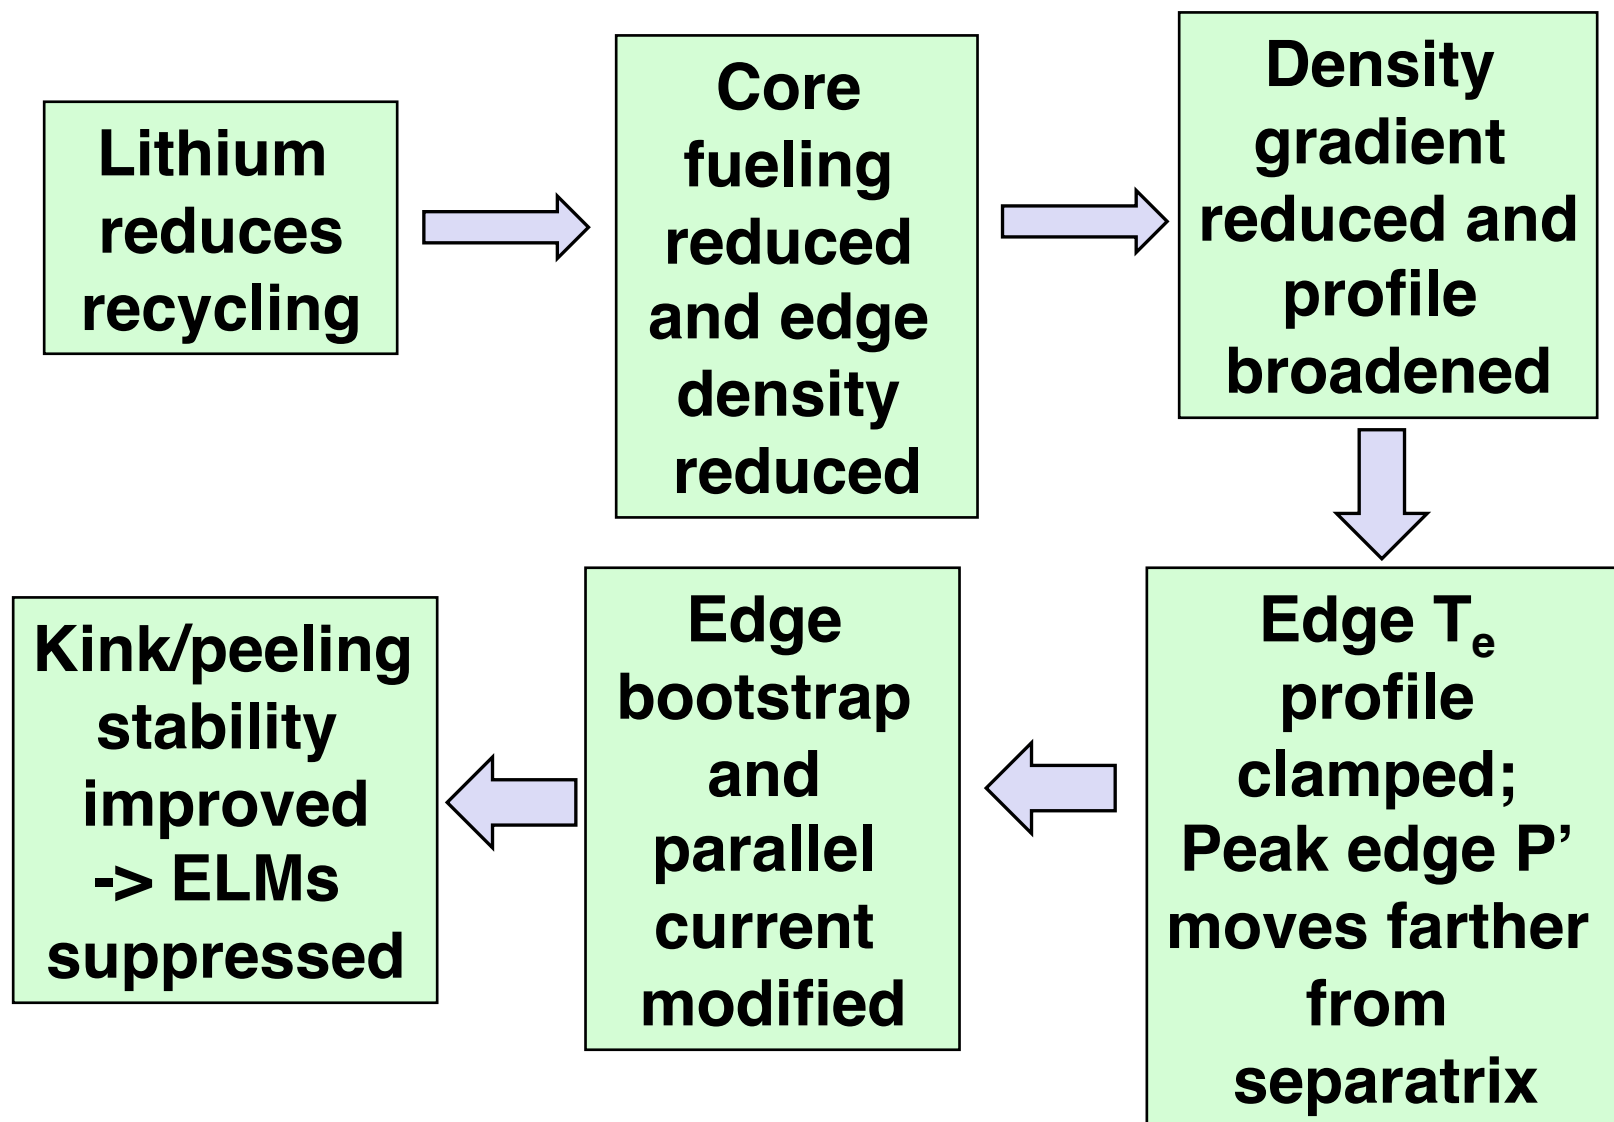 Lithium
reduces
recycling
Core
fueling
reduced
and edge
density
reduced
Density
gradient
reduced and
profile
broadened
Edge Te
profile
clamped;
Peak edge P’
moves farther
from
separatrix
Edge
bootstrap
and
parallel
current
modified
Kink/peeling
stability
improved
-> ELMs
suppressed